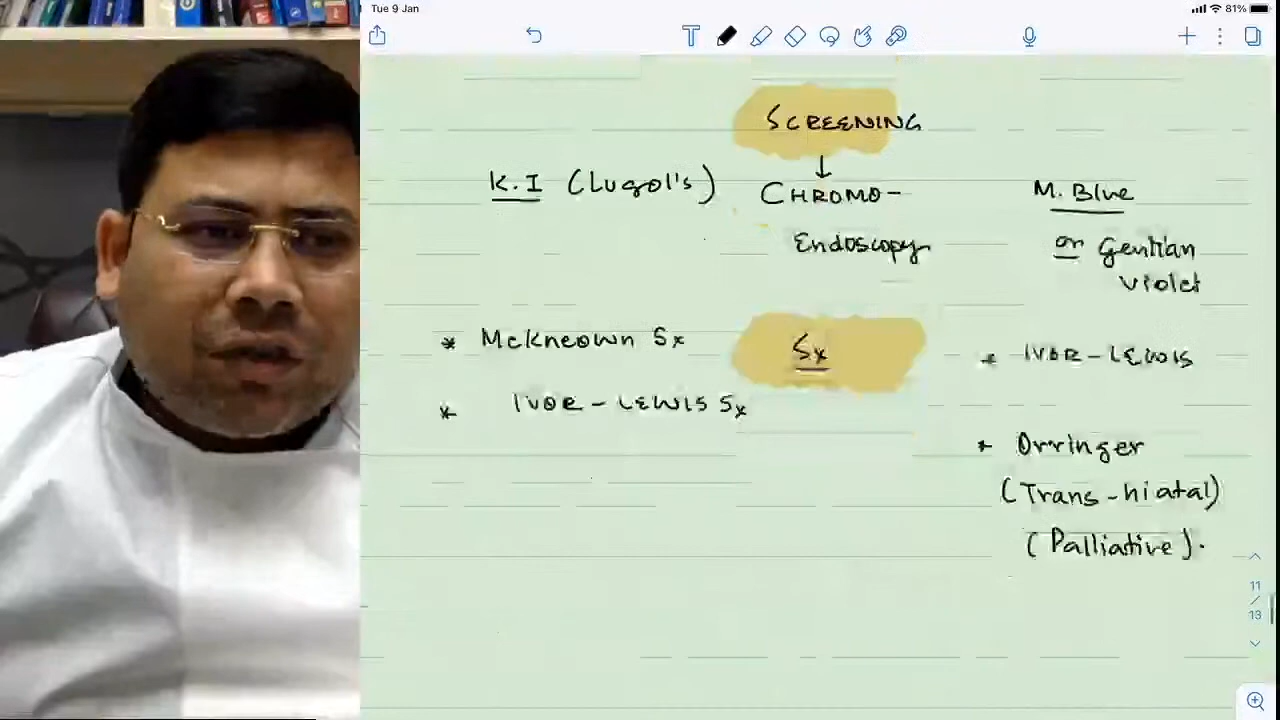 Tue 9 Jan
81%
T
SCREENING
K.I (Lugol's)
CHROMO-
Endoscopy
M. Blue
or Gentian
violet
* McKneown Sx
Sx
* IVOR-LEWIS
* IVOR-LEWIS Sx
* Orringer
(Trans-hiatal)
(Palliative).
11
/
13